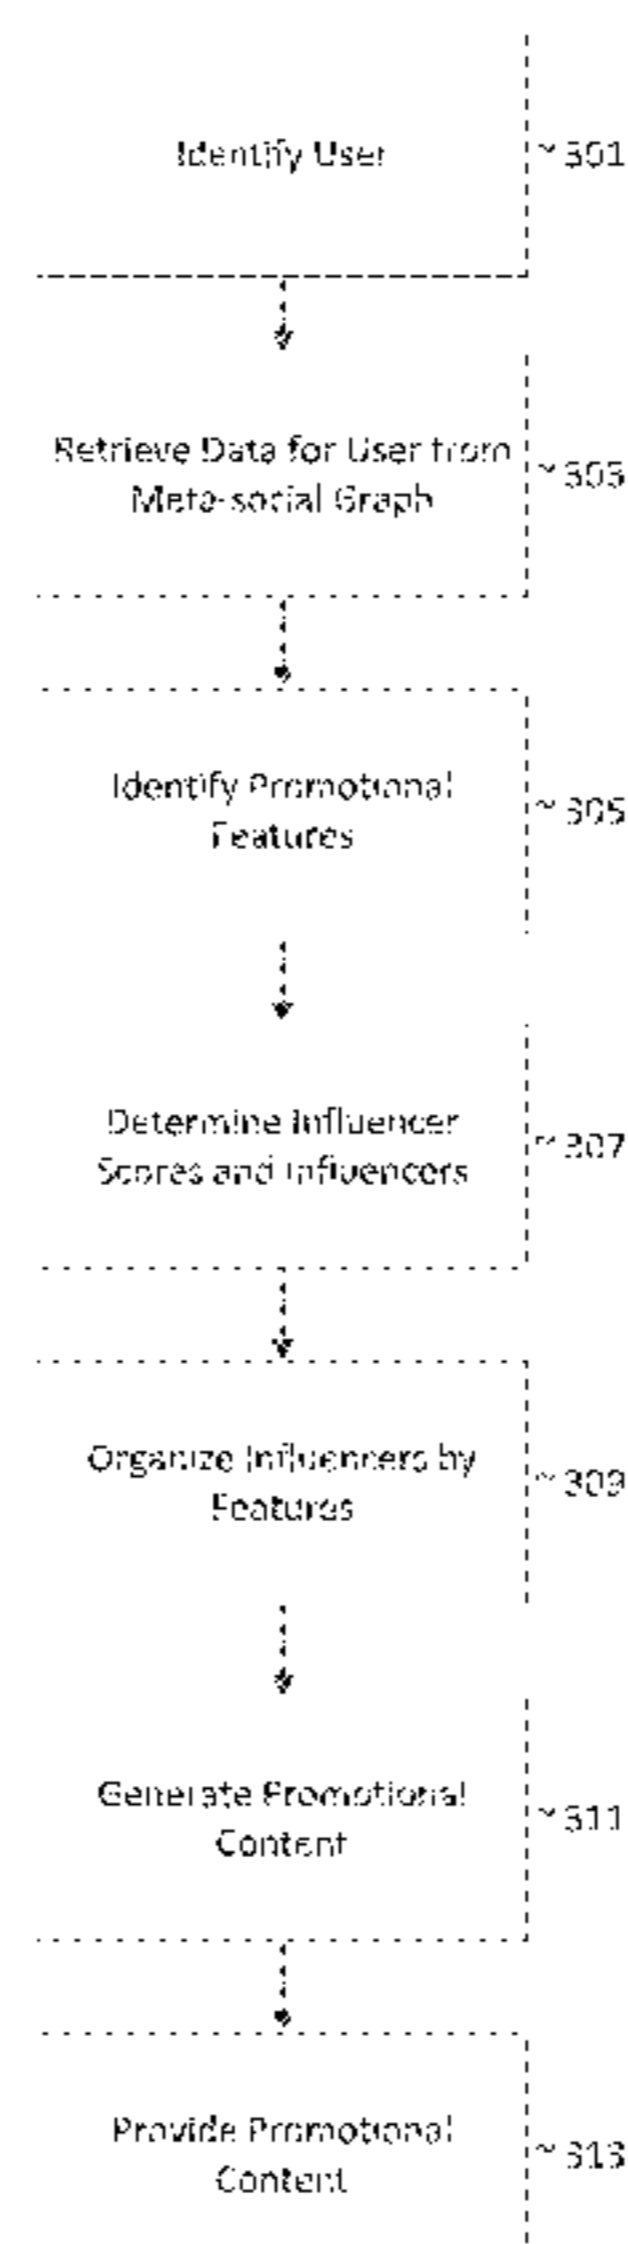 Identify User
~ 301
Retrieve Data for User from
Meta-social Graph
~ 303
Identify Promotional
Features
~ 305
Determine Influencer
Scores and Influencers
~ 307
Organize Influencers by
Features
~ 309
Generate Promotional
Content
~ 311
Provide Promotional
Content
~ 313